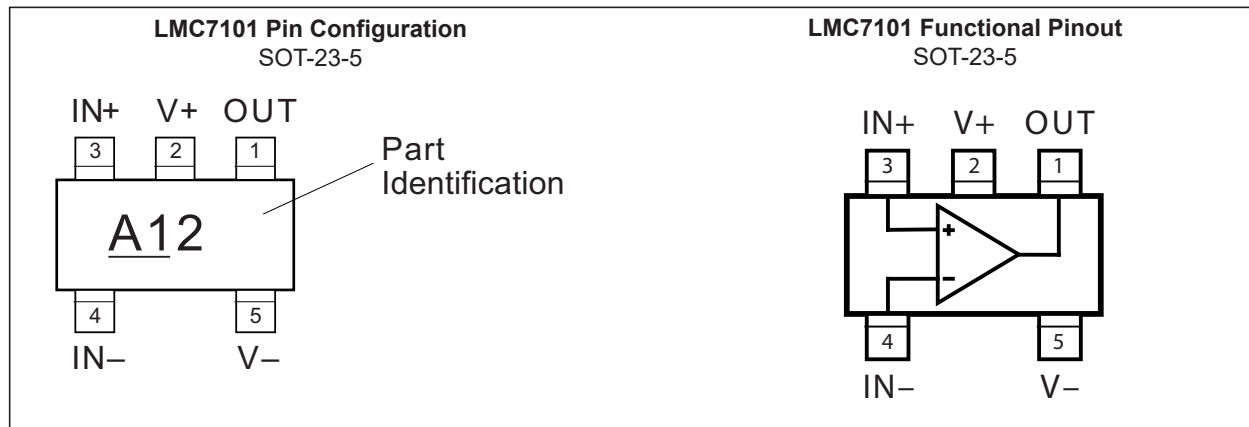 LMC7101 Pin Configuration
SOT-23-5
IN+ V+ OUT
3 2 1
Part
Identification
A12
4 5
IN– V–
LMC7101 Functional Pinout
SOT-23-5
IN+ V+ OUT
3 2 1
+
–
4 5
IN– V–